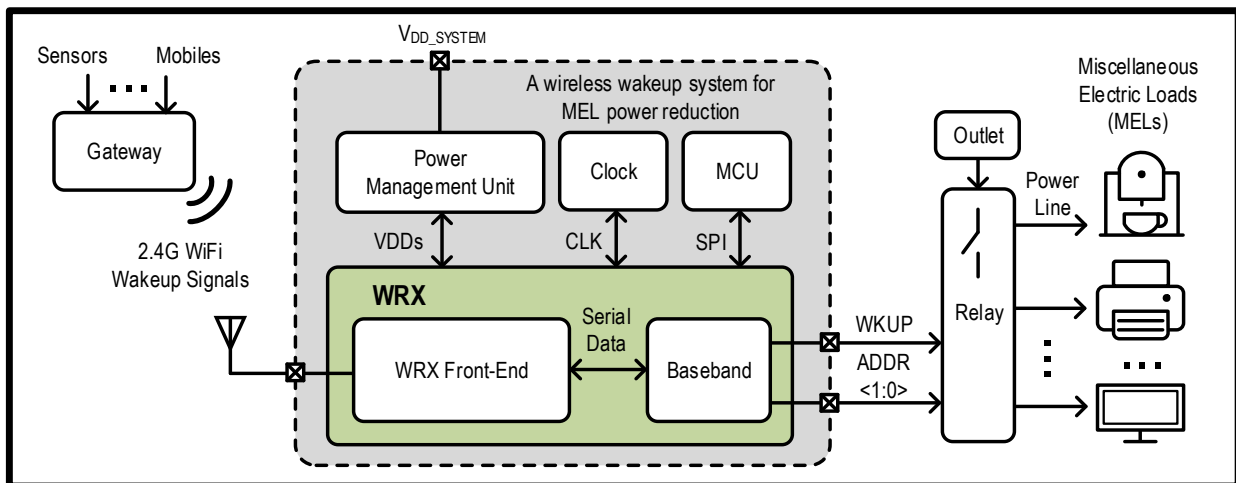 Sensors
Mobiles
Gateway
2.4G WiFi
Wakeup Signals
VDD_SYSTEM
A wireless wakeup system for
MEL power reduction
Power
Management Unit
Clock
MCU
VDDs
CLK
SPI
WRX
WRX Front-End
Serial
Data
Baseband
WKUP
ADDR
<1:0>
Outlet
Relay
Power
Line
Miscellaneous
Electric Loads
(MELs)